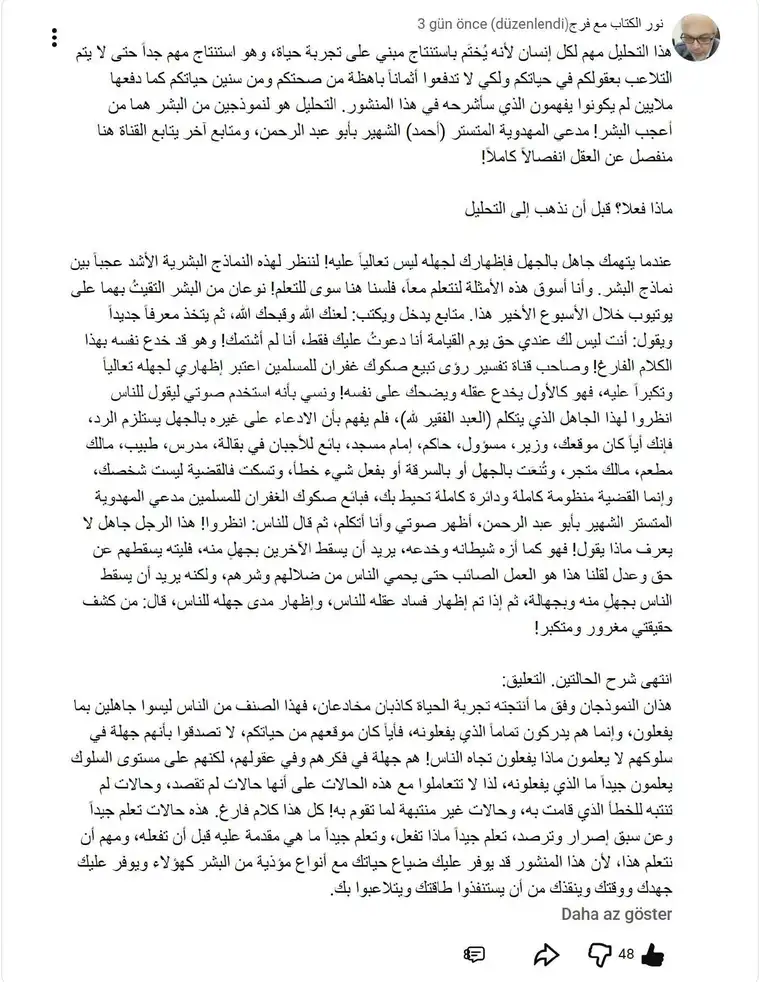 نور الكتاب مع فرج(düzenlendi) 3 gün önce
هذا التحليل مهم لكل إنسان لأنه يُختَم باستنتاج مبني على تجربة حياة، وهو استنتاج مهم جداً حتى لا يتم
التلاعب بعقولكم في حياتكم ولكي لا تدفعوا أثماناً باهظة من صحتكم ومن سنين حياتكم كما دفعها
ملايين لم يكونوا يفهمون الذي سأشرحه في هذا المنشور. التحليل هو لنموذجين من البشر هما من
أعجب البشر! مدعي المهدوية المتستر (أحمد) الشهير بأبو عبد الرحمن، ومتابع آخر يتابع القناة هنا
منفصل عن العقل انفصالاً كاملاً!
ماذا فعلا؟ قبل أن نذهب إلى التحليل
عندما يتهمك جاهل بالجهل فإظهارك لجهله ليس تعالياً عليه! لننظر لهذه النماذج البشرية الأشد عجباً بين
نماذج البشر. وأنا أسوق هذه الأمثلة لنتعلم معاً، فلسنا هنا سوى للتعلم! نوعان من البشر التقيتُ بهما على
يوتيوب خلال الأسبوع الأخير هذا. متابع يدخل ويكتب: لعنك الله وقبحك الله، ثم يتخذ معرفاً جديداً
ويقول: أنت ليس لك عندي حق يوم القيامة أنا دعوتُ عليك فقط، أنا لم أشتمك! وهو قد خدع نفسه بهذا
الكلام الفارغ! وصاحب قناة تفسير رؤى تبيع صكوك غفران للمسلمين اعتبر إظهاري لجهله تعالياً
وتكبراً عليه، فهو كالأول يخدع عقله ويضحك على نفسه! ونسي بأنه استخدم صوتي ليقول للناس
انظروا لهذا الجاهل الذي يتكلم (العبد الفقير لله)، فلم يفهم بأن الادعاء على غيره بالجهل يستلزم الرد،
فإنك أياً كان موقعك، وزير، مسؤول، حاكم، إمام مسجد، بائع للأجبان في بقالة، مدرس، طبيب، مالك
مطعم، مالك متجر، وتُنعَت بالجهل أو بالسرقة أو بفعل شيء خطأ، وتسكت فالقضية ليست شخصك،
وإنما القضية منظومة كاملة ودائرة كاملة تحيط بك، فبائع صكوك الغفران للمسلمين مدعي المهدوية
المتستر الشهير بأبو عبد الرحمن، أظهر صوتي وأنا أتكلم، ثم قال للناس: انظروا! هذا الرجل جاهل لا
يعرف ماذا يقول! فهو كما أزه شيطانه وخدعه، يريد أن يسقط الآخرين بجهلٍ منه، فليته يسقطهم عن
حق وعدل لقلنا هذا هو العمل الصائب حتى يحمي الناس من ضلالهم وشرهم، ولكنه يريد أن يسقط
الناس بجهلٍ منه وبجهالة، ثم إذا تم إظهار فساد عقله للناس، وإظهار مدى جهله للناس، قال: من كشف
حقيقتي مغرور ومتكبر!
انتهى شرح الحالتين. التعليق:
هذان النموذجان وفق ما أنتجته تجربة الحياة كاذبان مخادعان، فهذا الصنف من الناس ليسوا جاهلين بما
يفعلون، وإنما هم يدركون تماماً الذي يفعلونه، فأياً كان موقعهم من حياتكم، لا تصدقوا بأنهم جهلة في
سلوكهم لا يعلمون ماذا يفعلون تجاه الناس! هم جهلة في فكرهم وفي عقولهم، لكنهم على مستوى السلوك
يعلمون جيداً ما الذي يفعلونه، لذا لا تتعاملوا مع هذه الحالات على أنها حالات لم تقصد، وحالات لم
تنتبه للخطأ الذي قامت به، وحالات غير منتبهة لما تقوم به! كل هذا كلام فارغ. هذه حالات تعلم جيداً
وعن سبق إصرار وترصد، تعلم جيداً ماذا تفعل، وتعلم جيداً ما هي مقدمة عليه قبل أن تفعله، ومهم أن
نتعلم هذا، لأن هذا المنشور قد يوفر عليك ضياع حياتك مع أنواع مؤذية من البشر كهؤلاء ويوفر عليك
جهدك ووقتك وينقذك من أن يستنفذوا طاقتك ويتلاعبوا بك.
Daha az göster
48